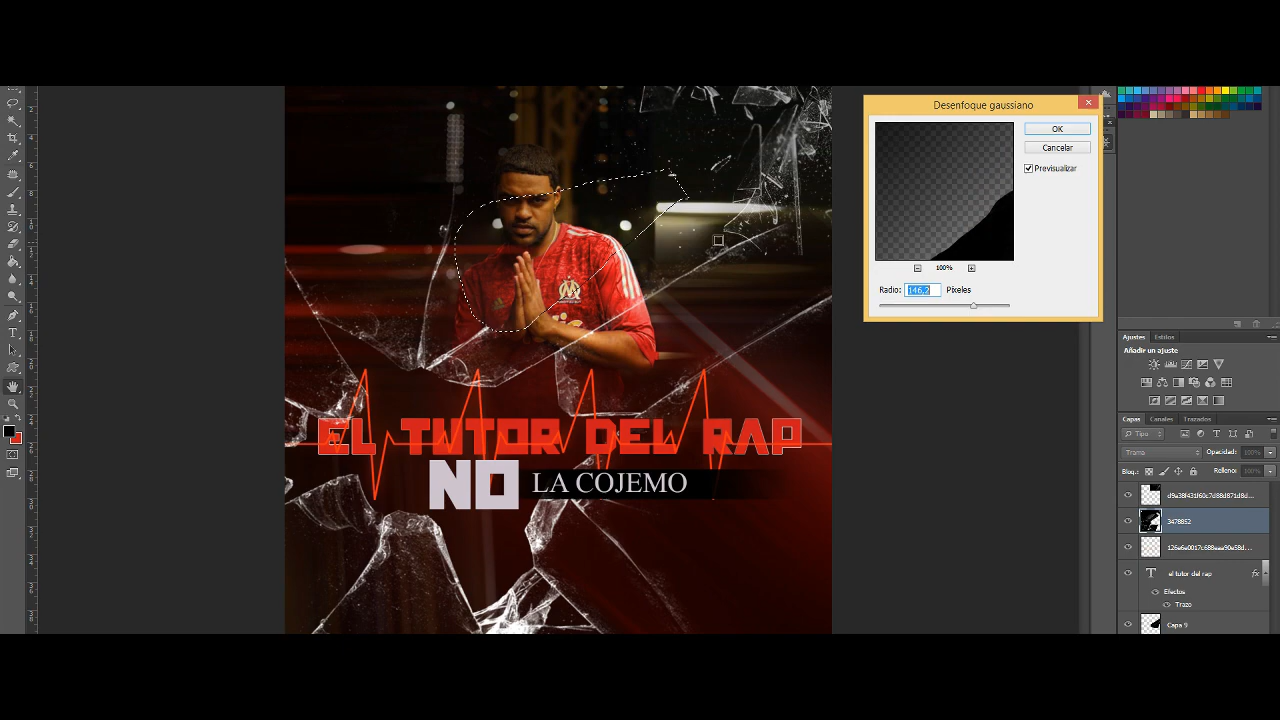 Desenfoque gaussiano
OK
Cancelar
Previsualizar
100%
Radio: 146,2 Píxeles
EL TUTOR DEL RAP
NO LA COJEMO
Ajustes Estilos
Añadir un ajuste
Capas Canales Trazados
Tipo
Trama Opacidad: 100%
Bloq.: Relleno: 100%
3478852
el tutor del rap fx
Efectos
Trazo
Capa 9